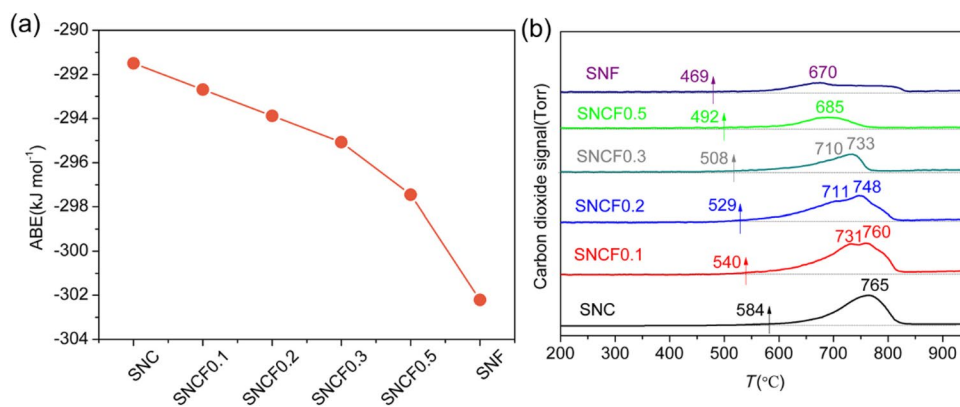 (a)
-290
-292
-294
-296
-298
-300
-302
-304
ABE(kJ mol⁻¹)
SNC
SNCF0.1
SNCF0.2
SNCF0.3
SNCF0.5
SNF
(b)
Carbon dioxide signal(Torr)
SNF
469
670
SNCF0.5
492
685
SNCF0.3
508
710
733
SNCF0.2
529
711
748
SNCF0.1
540
731
760
SNC
584
765
200 300 400 500 600 700 800 900
T(°C)